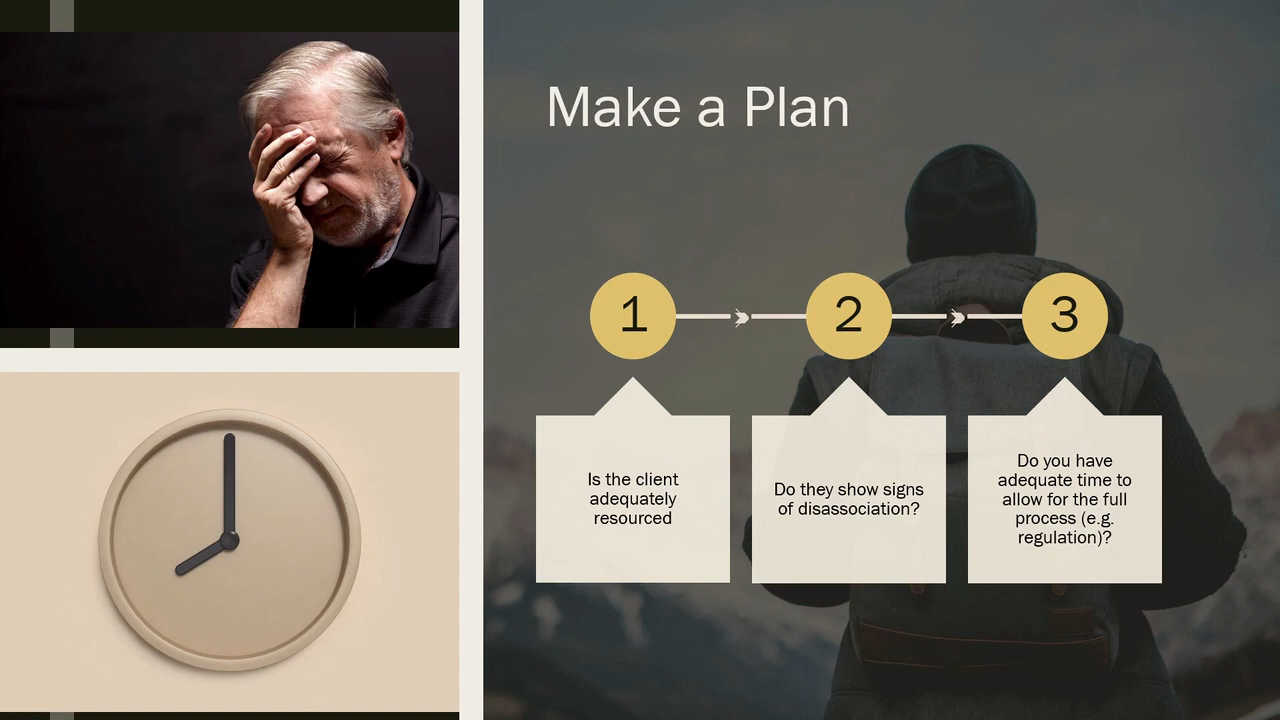 Make a Plan
1
2
3
Is the client
adequately
resourced
Do they show signs
of disassociation?
Do you have
adequate time to
allow for the full
process (e.g.
regulation)?